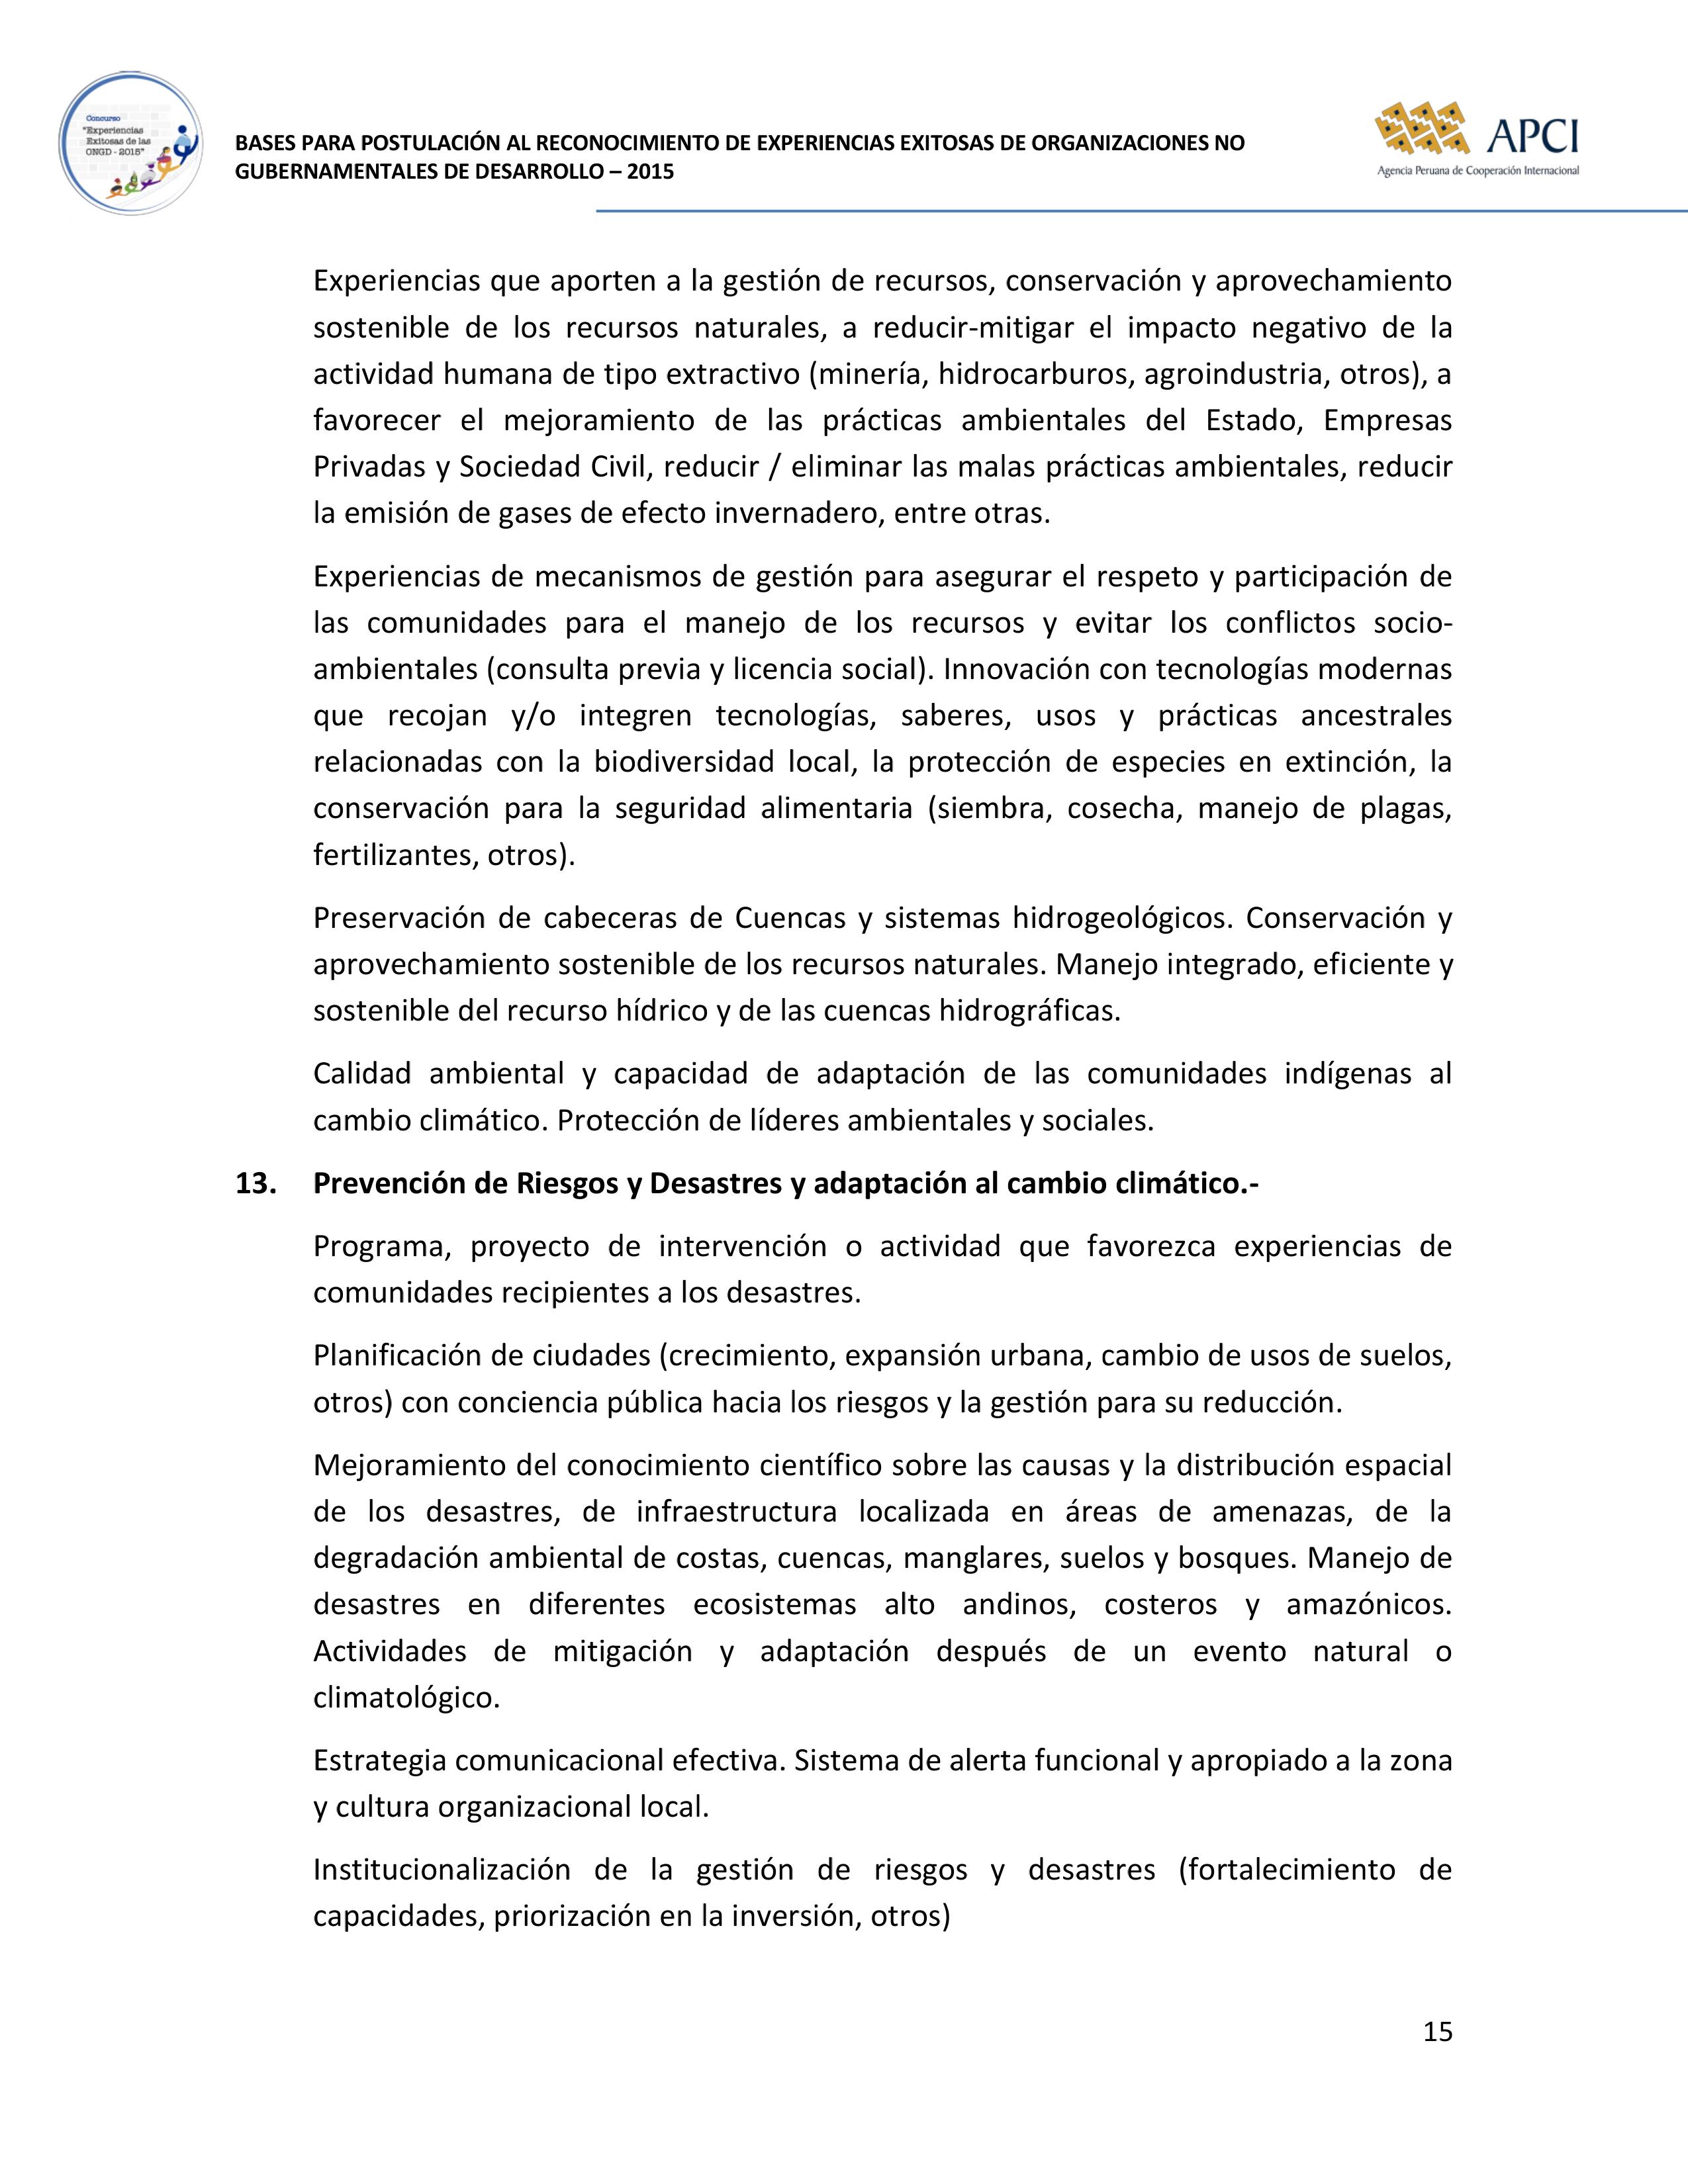 Concurso
"Experiencias
Exitosas de las
ONGD - 2015"
BASES PARA POSTULACIÓN AL RECONOCIMIENTO DE EXPERIENCIAS EXITOSAS DE ORGANIZACIONES NO
GUBERNAMENTALES DE DESARROLLO – 2015
APCI
Agencia Peruana de Cooperación Internacional
Experiencias que aporten a la gestión de recursos, conservación y aprovechamiento
sostenible de los recursos naturales, a reducir-mitigar el impacto negativo de la
actividad humana de tipo extractivo (minería, hidrocarburos, agroindustria, otros), a
favorecer el mejoramiento de las prácticas ambientales del Estado, Empresas
Privadas y Sociedad Civil, reducir / eliminar las malas prácticas ambientales, reducir
la emisión de gases de efecto invernadero, entre otras.
Experiencias de mecanismos de gestión para asegurar el respeto y participación de
las comunidades para el manejo de los recursos y evitar los conflictos socio-
ambientales (consulta previa y licencia social). Innovación con tecnologías modernas
que recojan y/o integren tecnologías, saberes, usos y prácticas ancestrales
relacionadas con la biodiversidad local, la protección de especies en extinción, la
conservación para la seguridad alimentaria (siembra, cosecha, manejo de plagas,
fertilizantes, otros).
Preservación de cabeceras de Cuencas y sistemas hidrogeológicos. Conservación y
aprovechamiento sostenible de los recursos naturales. Manejo integrado, eficiente y
sostenible del recurso hídrico y de las cuencas hidrográficas.
Calidad ambiental y capacidad de adaptación de las comunidades indígenas al
cambio climático. Protección de líderes ambientales y sociales.
13. Prevención de Riesgos y Desastres y adaptación al cambio climático.-
Programa, proyecto de intervención o actividad que favorezca experiencias de
comunidades recipientes a los desastres.
Planificación de ciudades (crecimiento, expansión urbana, cambio de usos de suelos,
otros) con conciencia pública hacia los riesgos y la gestión para su reducción.
Mejoramiento del conocimiento científico sobre las causas y la distribución espacial
de los desastres, de infraestructura localizada en áreas de amenazas, de la
degradación ambiental de costas, cuencas, manglares, suelos y bosques. Manejo de
desastres en diferentes ecosistemas alto andinos, costeros y amazónicos.
Actividades de mitigación y adaptación después de un evento natural o
climatológico.
Estrategia comunicacional efectiva. Sistema de alerta funcional y apropiado a la zona
y cultura organizacional local.
Institucionalización de la gestión de riesgos y desastres (fortalecimiento de
capacidades, priorización en la inversión, otros)
15